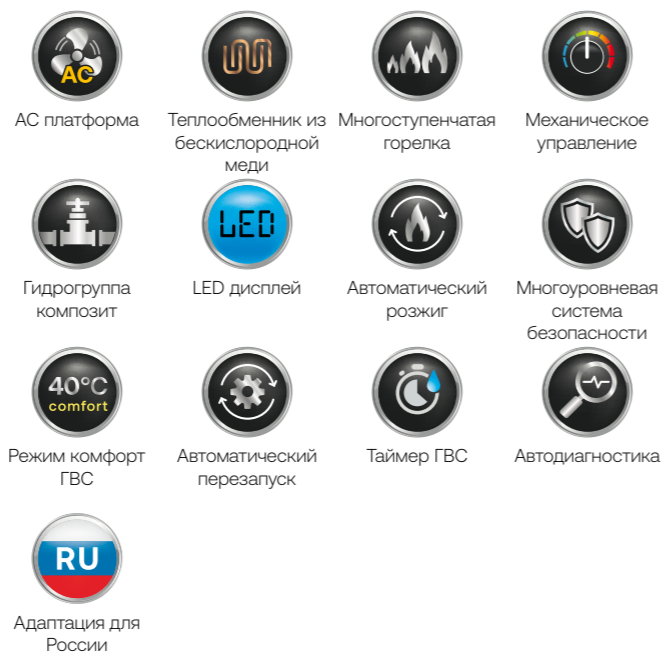 AC
AC платформа
Теплообменник из
бескислородной
меди
Многоступенчатая
горелка
Механическое
управление
Гидрогруппа
композит
LED
LED дисплей
Автоматический
розжиг
Многоуровневая
система
безопасности
40°C
comfort
Режим комфорт
ГВС
Автоматический
перезапуск
Таймер ГВС
Автодиагностика
RU
Адаптация для
России